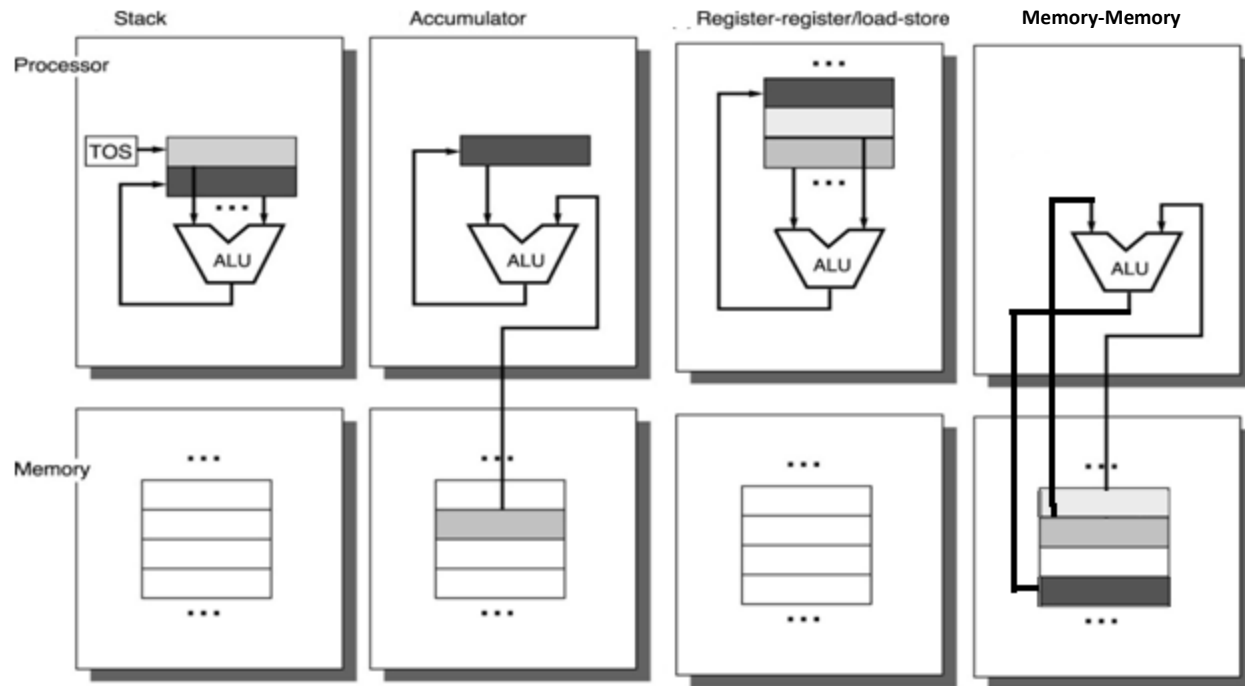 Stack
Accumulator
Register-register/load-store
Memory-Memory
Processor
...
TOS
...
...
ALU
ALU
ALU
ALU
Memory
...
...
...
...
...
...
...
...